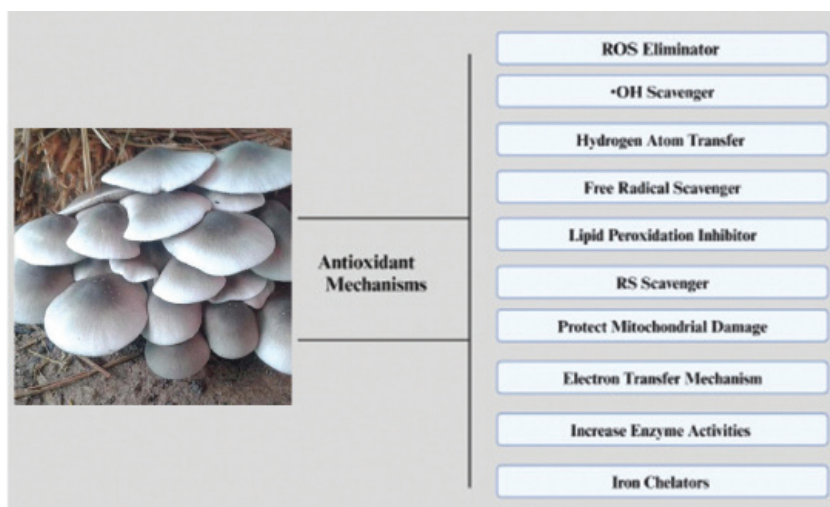 ROS Eliminator
•OH Scavenger
Hydrogen Atom Transfer
Free Radical Scavenger
Lipid Peroxidation Inhibitor
Antioxidant
Mechanisms
RS Scavenger
Protect Mitochondrial Damage
Electron Transfer Mechanism
Increase Enzyme Activities
Iron Chelators